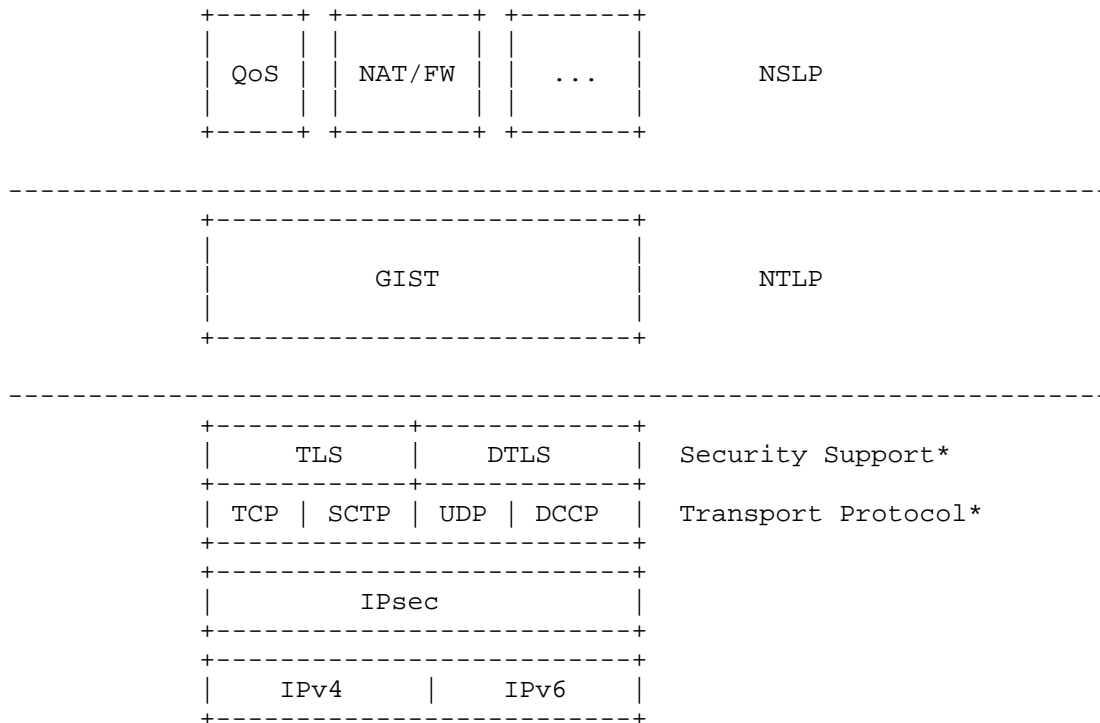 QoS NAT/FW ... NSLP
GIST NTLP
TLS DTLS Security Support*
TCP SCTP UDP DCCP Transport Protocol*
IPsec
IPv4 IPv6